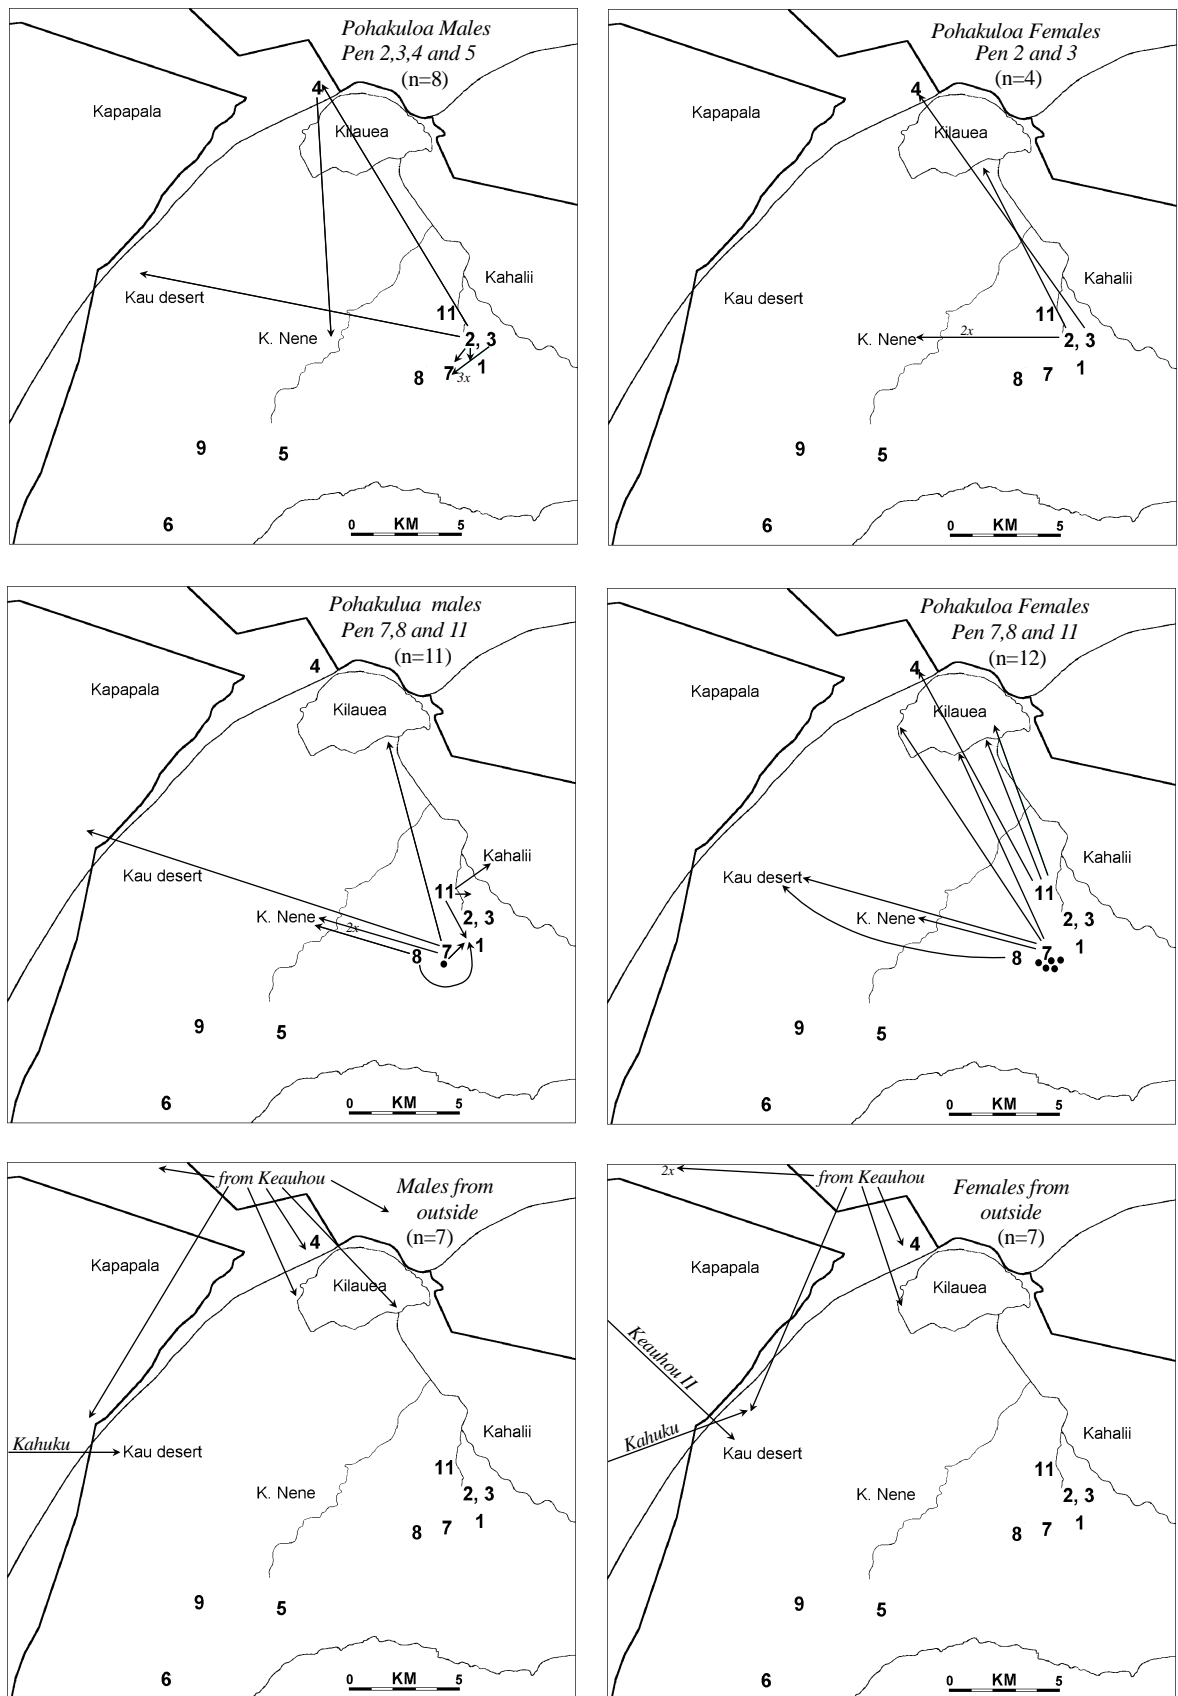 Pohakuloa Males
Pen 2,3,4 and 5
(n=8)
4
Kapapala
Kilauea
Kahalii
Kau desert
11
K. Nene
2, 3
7
3x
1
8
9
5
6
0 KM 5
Pohakuloa Females
Pen 2 and 3
(n=4)
4
Kapapala
Kilauea
Kahalii
Kau desert
11
K. Nene
2x
2, 3
1
8
7
9
5
6
0 KM 5
Pohakulua males
Pen 7,8 and 11
(n=11)
4
Kapapala
Kilauea
Kahalii
Kau desert
11
K. Nene
2x
2, 3
7
1
8
9
5
6
0 KM 5
Pohakuloa Females
Pen 7,8 and 11
(n=12)
4
Kapapala
Kilauea
Kahalii
Kau desert
11
K. Nene
2, 3
7
1
8
9
5
6
0 KM 5
from Keauhou
Males from
outside
(n=7)
4
Kapapala
Kilauea
Kahalii
Kahuku
Kau desert
11
K. Nene
2, 3
8
7
1
9
5
6
0 KM 5
2x
from Keauhou
Females from
outside
(n=7)
4
Kapapala
Kilauea
Keauhou II
Kahuku
Kahalii
Kau desert
11
K. Nene
2, 3
8
7
1
9
5
6
0 KM 5